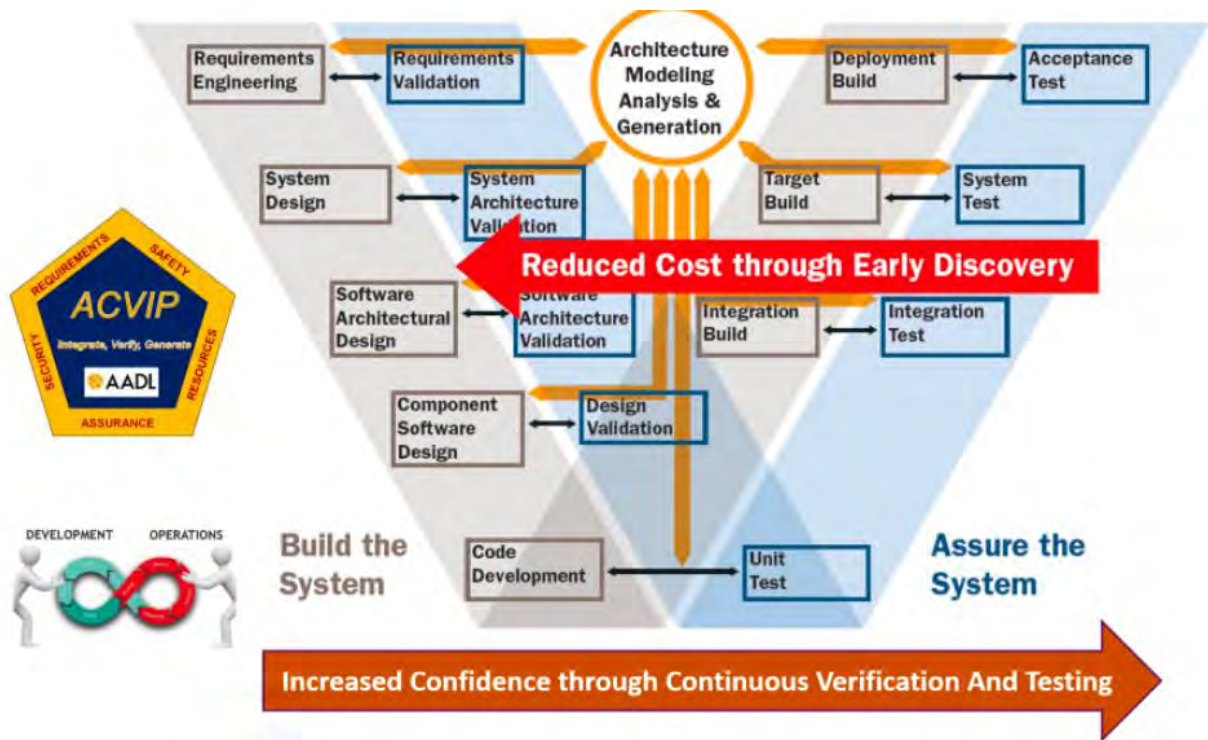 Requirements
Engineering
Requirements
Validation
Architecture
Modeling
Analysis &
Generation
Deployment
Build
Acceptance
Test
System
Design
System
Architecture
Validation
Target
Build
System
Test
Reduced Cost through Early Discovery
Software
Architectural
Design
Software
Architecture
Validation
Integration
Build
Integration
Test
REQUIREMENTS
SAFETY
SECURITY
RESOURCES
ASSURANCE
ACVIP
Integrate, Verify, Generate
AADL
Component
Software
Design
Design
Validation
DEVELOPMENT
OPERATIONS
Build the
System
Code
Development
Unit
Test
Assure the
System
Increased Confidence through Continuous Verification And Testing